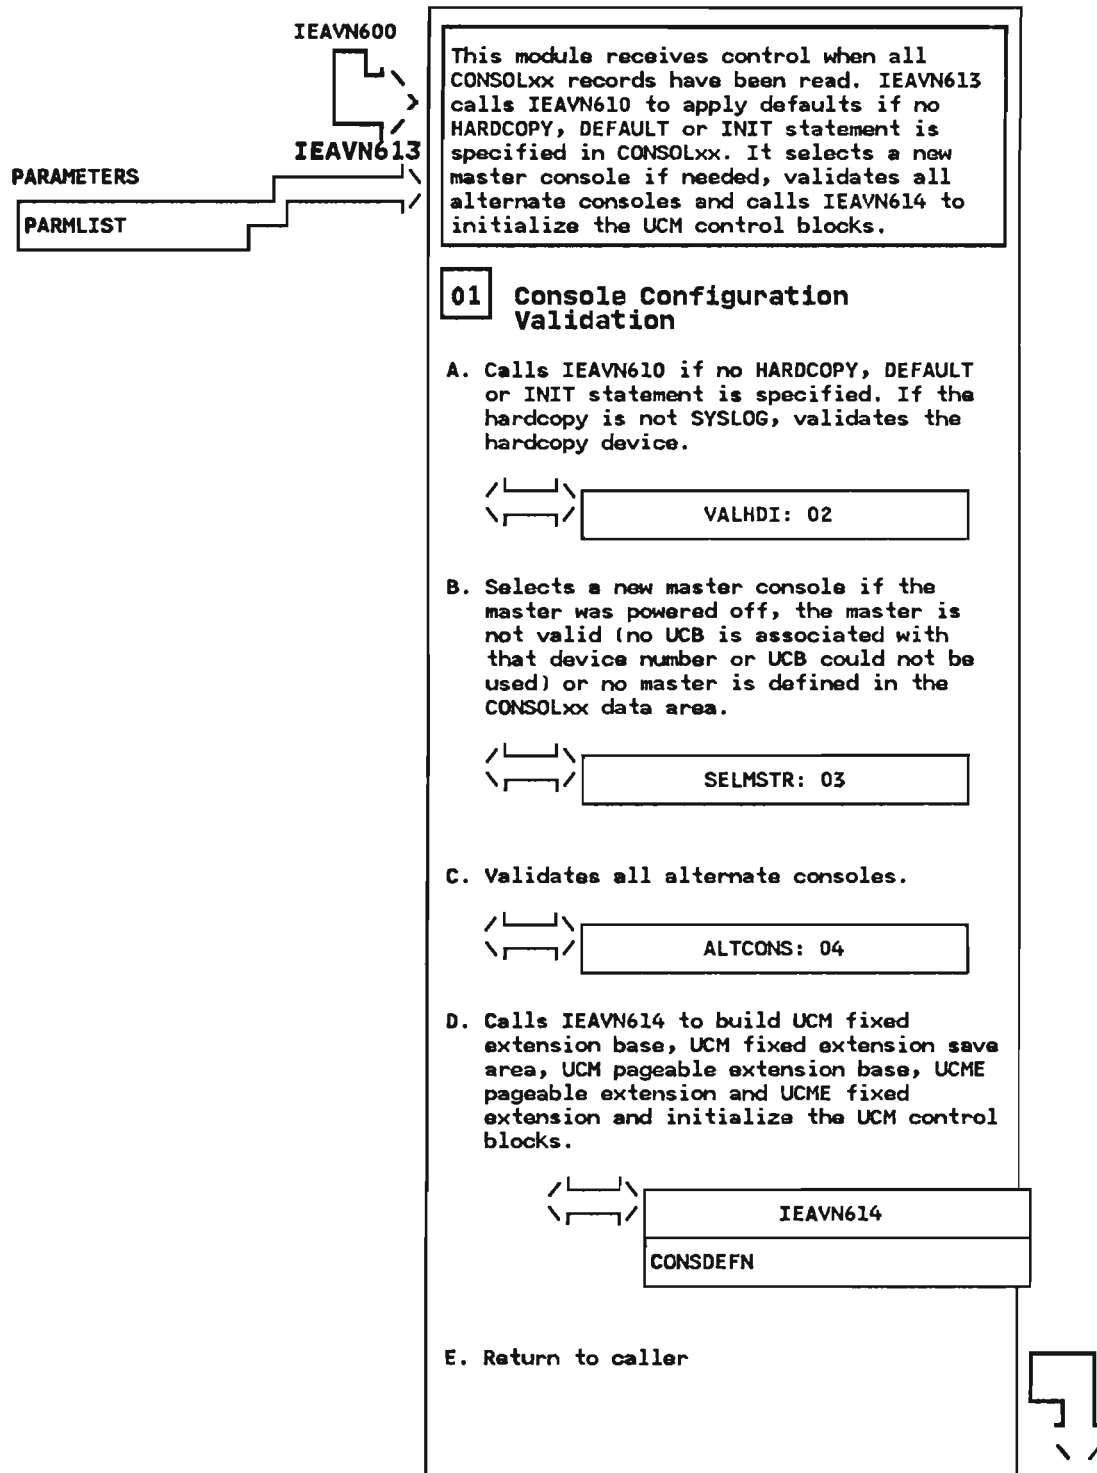 IEAVN600
This module receives control when all
CONSOLxx records have been read. IEAVN613
calls IEAVN610 to apply defaults if no
HARDCOPY, DEFAULT or INIT statement is
specified in CONSOLxx. It selects a new
master console if needed, validates all
alternate consoles and calls IEAVN614 to
initialize the UCM control blocks.
IEAVN613
PARAMETERS
PARMLIST
01 Console Configuration
Validation
A. Calls IEAVN610 if no HARDCOPY, DEFAULT
or INIT statement is specified. If the
hardcopy is not SYSLOG, validates the
hardcopy device.
VALHDI: 02
B. Selects a new master console if the
master was powered off, the master is
not valid (no UCB is associated with
that device number or UCB could not be
used) or no master is defined in the
CONSOLxx data area.
SELMSTR: 03
C. Validates all alternate consoles.
ALTCONS: 04
D. Calls IEAVN614 to build UCM fixed
extension base, UCM fixed extension save
area, UCM pageable extension base, UCME
pageable extension and UCME fixed
extension and initialize the UCM control
blocks.
IEAVN614
CONSDEFN
E. Return to caller